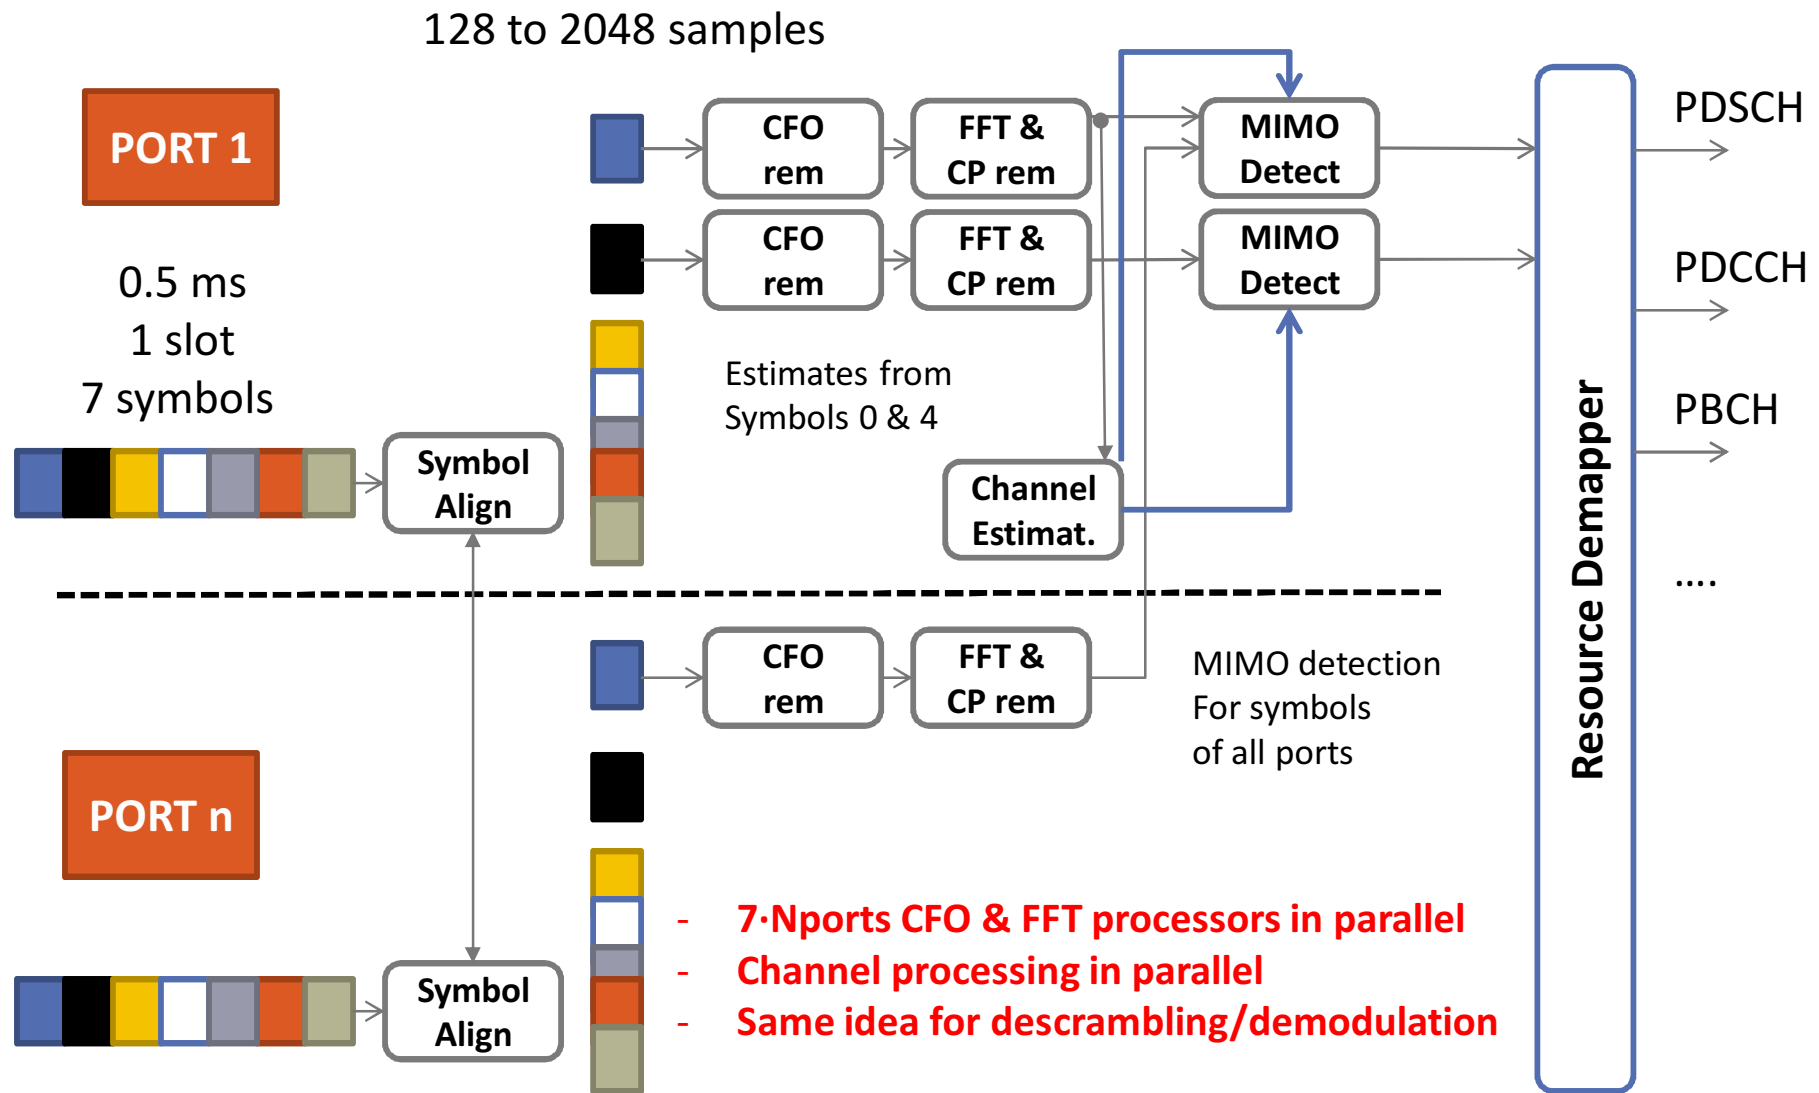 128 to 2048 samples
PORT 1
CFO
rem
FFT &
CP rem
MIMO
Detect
PDSCH
CFO
rem
FFT &
CP rem
MIMO
Detect
PDCCH
0.5 ms
1 slot
7 symbols
Estimates from
Symbols 0 & 4
PBCH
Symbol
Align
Channel
Estimat.
....
Resource Demapper
CFO
rem
FFT &
CP rem
MIMO detection
For symbols
of all ports
PORT n
- 7·Nports CFO & FFT processors in parallel
- Channel processing in parallel
- Same idea for descrambling/demodulation
Symbol
Align